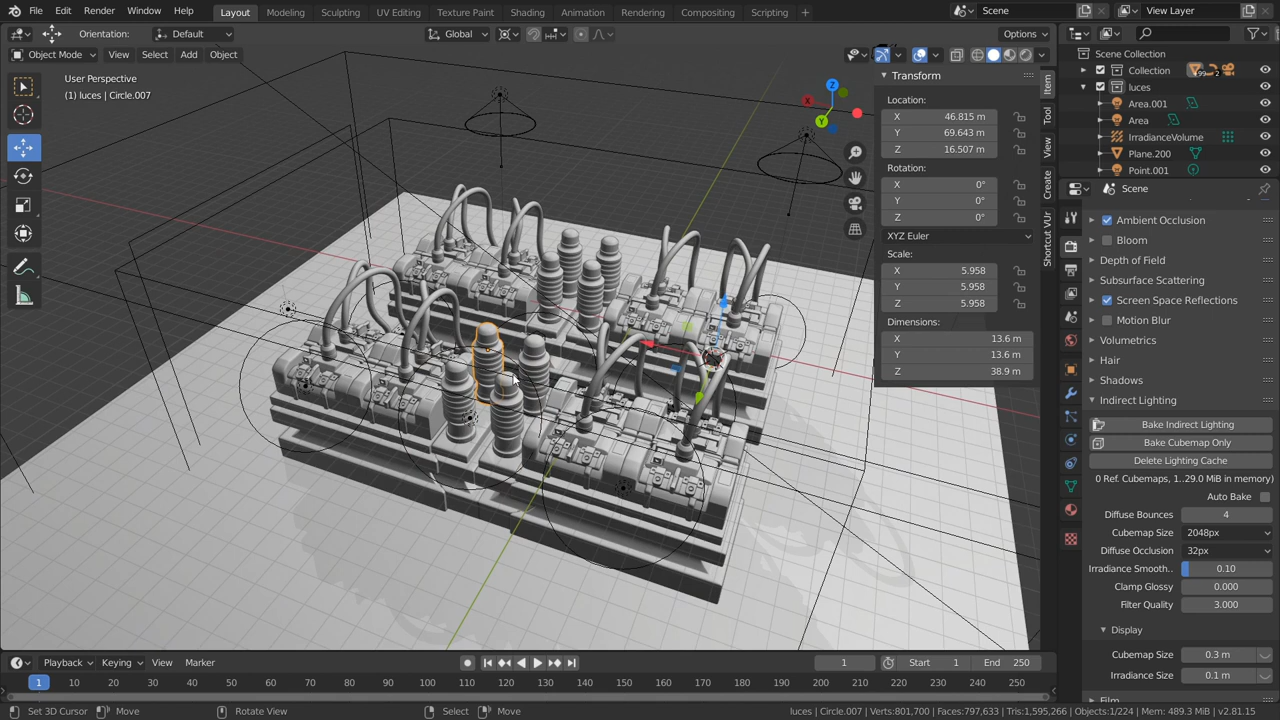 File Edit Render Window Help Layout Modeling Sculpting UV Editing Texture Paint Shading Animation Rendering Compositing Scripting + Scene View Layer
Orientation: Default Global Options
Object Mode View Select Add Object
User Perspective
(1) luces | Circle.007
X
Y
Z
Transform
Location:
X 46.815 m
Y 69.643 m
Z 16.507 m
Rotation:
X 0°
Y 0°
Z 0°
XYZ Euler
Scale:
X 5.958
Y 5.958
Z 5.958
Dimensions:
X 13.6 m
Y 13.6 m
Z 38.9 m
Item
Tool
View
Create
Shortcut VUr
Scene Collection
Collection
luces
Area.001
Area
IrradianceVolume
Plane.200
Point.001
Scene
Ambient Occlusion
Bloom
Depth of Field
Subsurface Scattering
Screen Space Reflections
Motion Blur
Volumetrics
Hair
Shadows
Indirect Lighting
Bake Indirect Lighting
Bake Cubemap Only
Delete Lighting Cache
0 Ref. Cubemaps, 1..29.0 MiB in memory)
Auto Bake
Diffuse Bounces 4
Cubemap Size 2048px
Diffuse Occlusion 32px
Irradiance Smooth.. 0.10
Clamp Glossy 0.000
Filter Quality 3.000
Display
Cubemap Size 0.3 m
Irradiance Size 0.1 m
Film
Playback Keying View Marker 1 Start 1 End 250
1 10 20 30 40 50 60 70 80 90 100 110 120 130 140 150 160 170 180 190 200 210 220 230 240 250
Set 3D Cursor Move Rotate View Select Move luces | Circle.007 | Verts:801,700 | Faces:797,633 | Tris:1,595,266 | Objects:1/224 | Mem: 489.3 MiB | v2.81.15